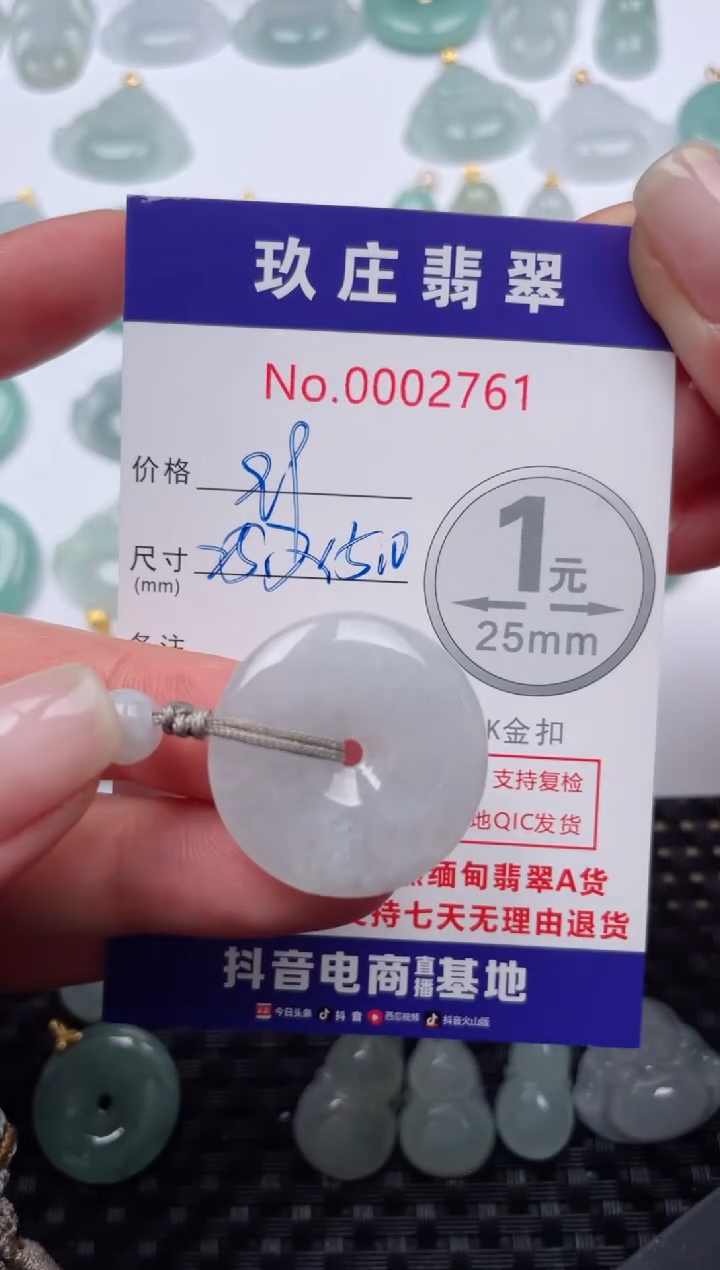 玖庄翡翠
No.0002761
价格
尺寸
(mm)
1元
25mm
备注
K金扣
支持复检
地QIC发货
缅甸翡翠A货
支持七天无理由退货
抖音电商直播基地
今日头条 抖音 西瓜视频 抖音火山版